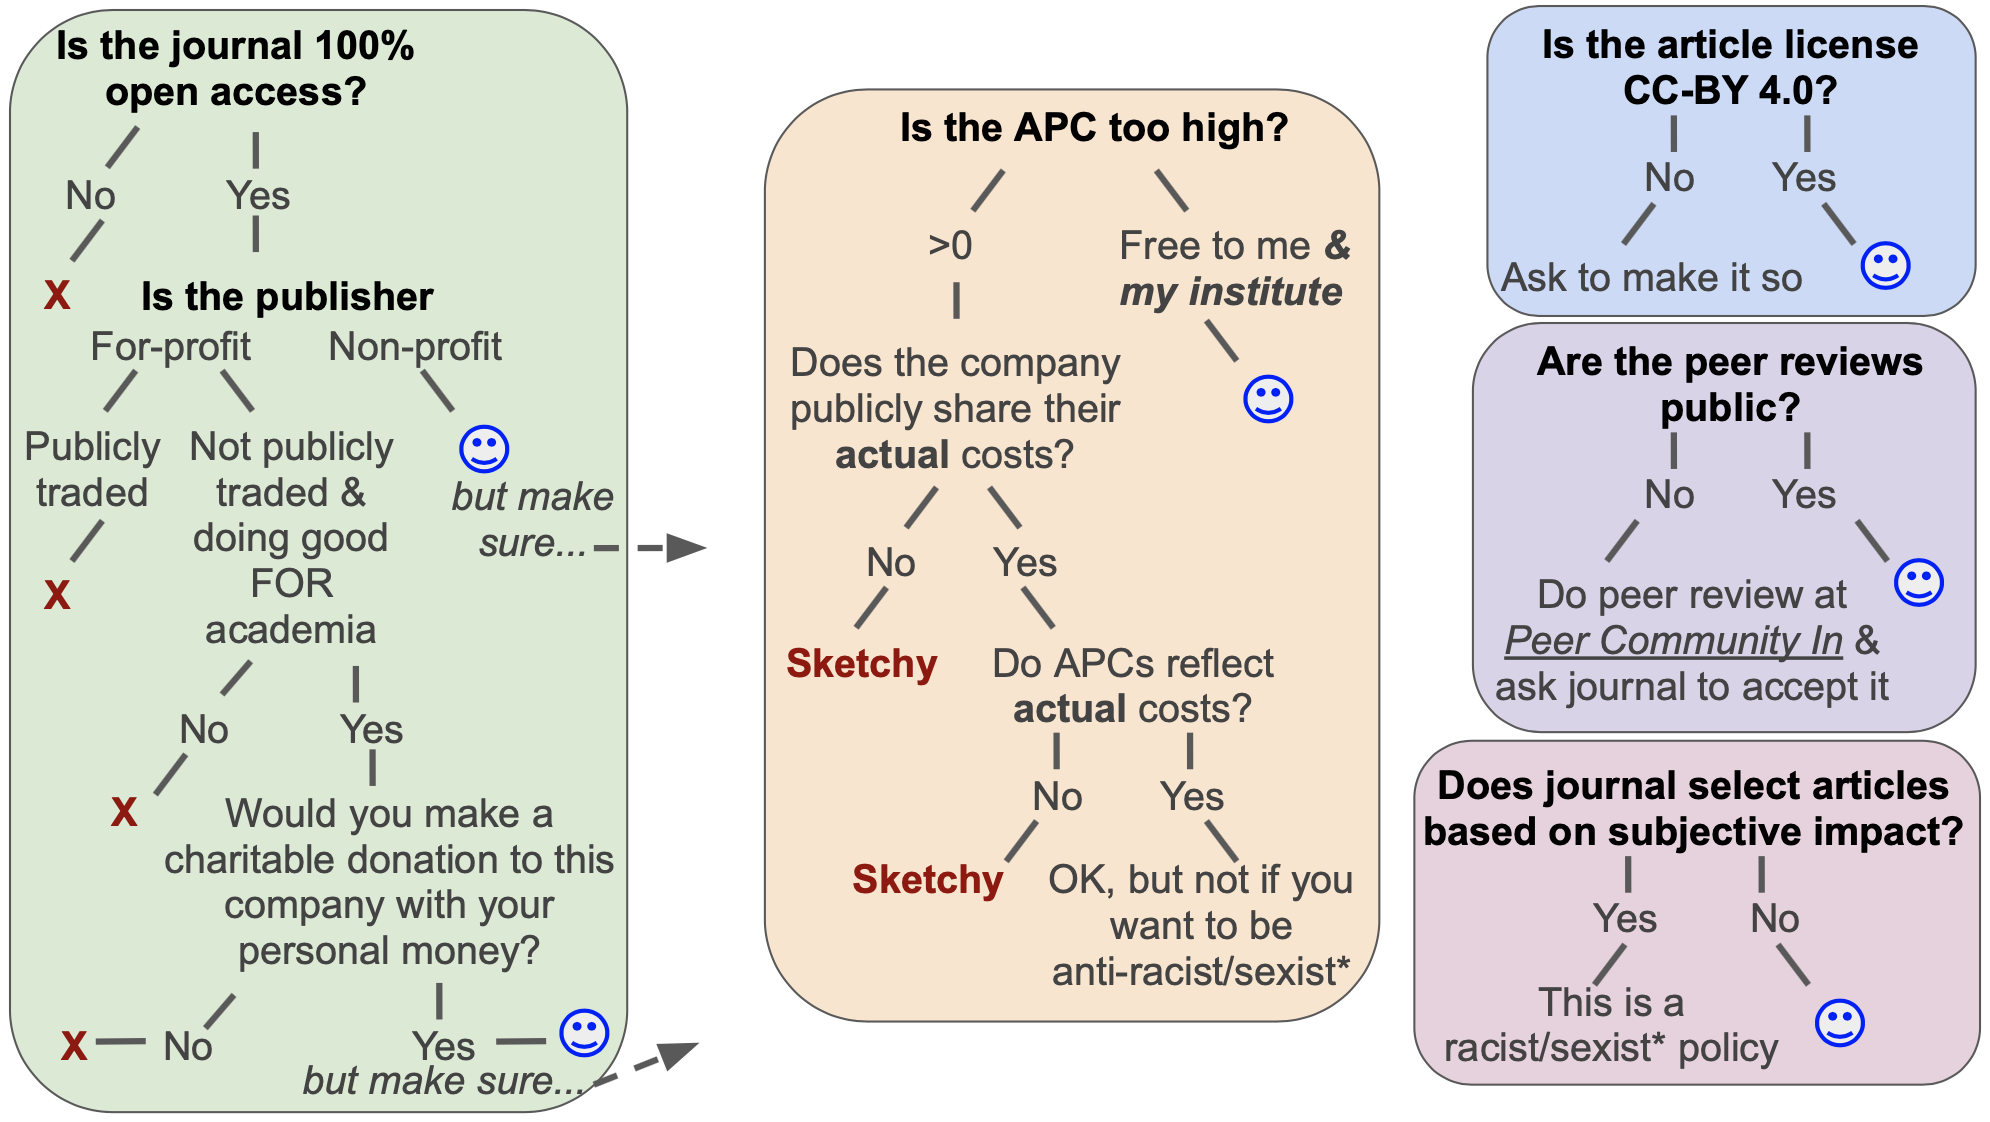 Is the journal 100%
open access?
No
Yes
X
Is the publisher
For-profit
Non-profit
Publicly
traded
Not publicly
traded &
doing good
FOR
academia
but make
sure...
X
No
Yes
X
Would you make a
charitable donation to this
company with your
personal money?
X
No
Yes
but make sure...
Is the APC too high?
>0
Free to me &
my institute
Does the company
publicly share their
actual costs?
No
Yes
Sketchy
Do APCs reflect
actual costs?
No
Yes
Sketchy
OK, but not if you
want to be
anti-racist/sexist*
Is the article license
CC-BY 4.0?
No
Yes
Ask to make it so
Are the peer reviews
public?
No
Yes
Do peer review at
Peer Community In &
ask journal to accept it
Does journal select articles
based on subjective impact?
Yes
No
This is a
racist/sexist* policy